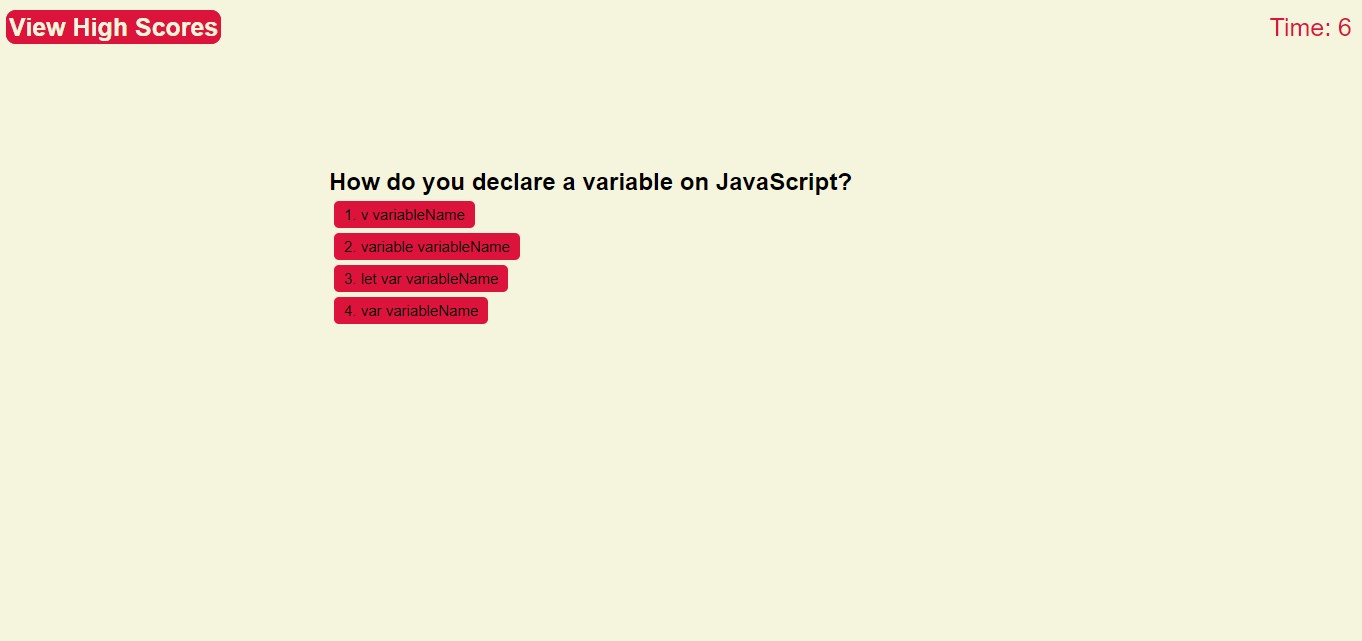 View High Scores
Time: 6
How do you declare a variable on JavaScript?
1. v variableName
2. variable variableName
3. let var variableName
4. var variableName